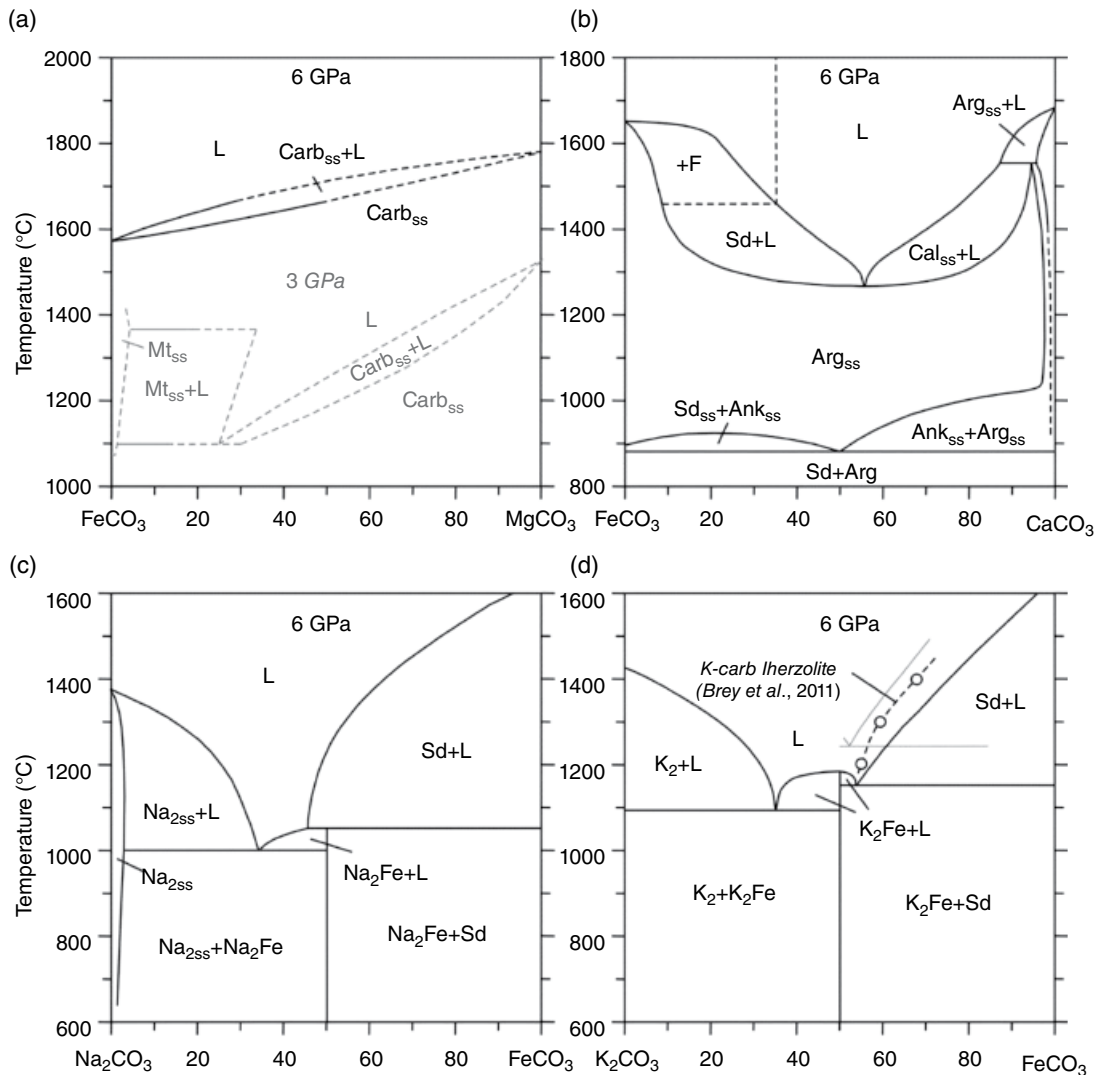 (a)
2000
6 GPa
L
1800
Carbss+L
Carbss
1600
3 GPa
L
1400
Mtss
Carbss+L
Mtss+L
1200
Carbss
1000
Temperature (°C)
FeCO3 20 40 60 80 MgCO3
(b)
1800
6 GPa
Argss+L
L
1600
+F
1400
Sd+L
Calss+L
1200
Argss
1000
Sdss+Ankss
Ankss+Argss
Sd+Arg
800
FeCO3 20 40 60 80 CaCO3
(c)
1600
6 GPa
L
1400
Sd+L
1200
Na2ss+L
1000
Na2ss
Na2Fe+L
Na2ss+Na2Fe
Na2Fe+Sd
800
600
Temperature (°C)
Na2CO3 20 40 60 80 FeCO3
(d)
1600
6 GPa
K-carb lherzolite
(Brey et al., 2011)
1400
L
Sd+L
K2+L
1200
K2Fe+L
1000
K2+K2Fe
K2Fe+Sd
800
600
K2CO3 20 40 60 80 FeCO3